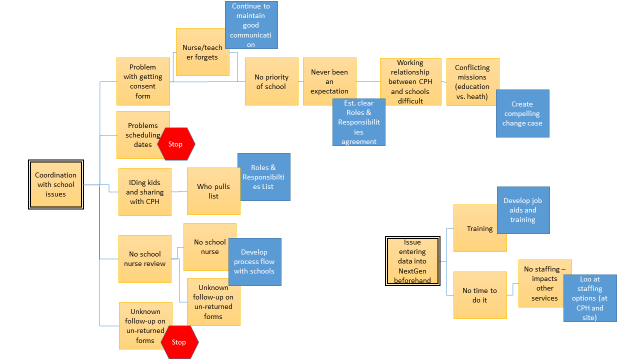 Continue to
maintain
good
communicati
on
Nurse/teach
er forgets
Problem
with getting
consent
form
No priority
of school
Never been
an
expectation
Working
relationship
between CPH
and schools
difficult
Conflicting
missions
(education
vs. heath)
Est. clear
Roles &
Responsibilit
ies
agreement
Create
compelling
change case
Problems
scheduling
dates
Stop
Coordination
with school
issues
IDing kids
and sharing
with CPH
Who pulls
list
Roles &
Responsibiliti
es List
No school
nurse review
No school
nurse
Develop
process flow
with schools
Unknown
follow-up on
un-returned
forms
Unknown
follow-up on
un-returned
forms
Stop
Issue
entering
data into
NextGen
beforehand
Training
Develop job
aids and
training
No time to
do it
No staffing –
impacts
other
services
Loo at
staffing
options (at
CPH and
site)